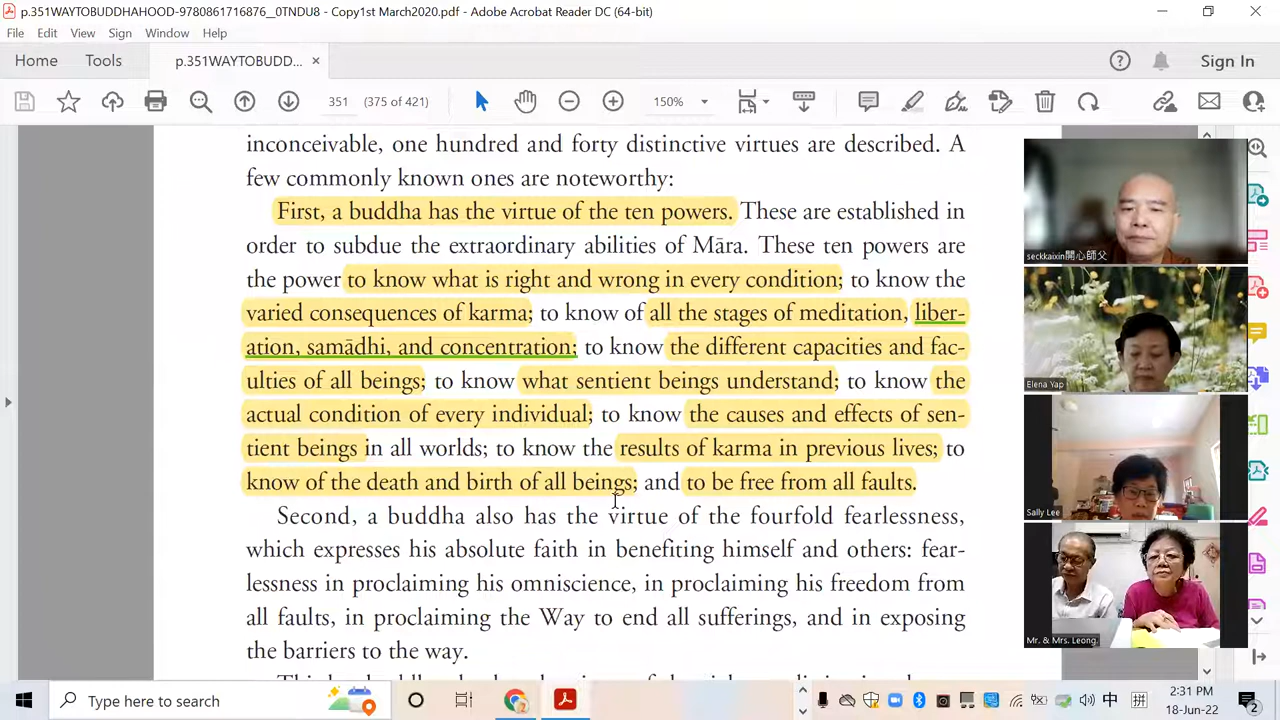 p.351WAYTOBUDDHAHOOD-9780861716876__0TNDU8 - Copy1st March2020.pdf - Adobe Acrobat Reader DC (64-bit)
File Edit View Sign Window Help
Home Tools p.351WAYTOBUDD... × Sign In
351 (375 of 421) 150%
inconceivable, one hundred and forty distinctive virtues are described. A
few commonly known ones are noteworthy:
First, a buddha has the virtue of the ten powers. These are established in
order to subdue the extraordinary abilities of Māra. These ten powers are
the power to know what is right and wrong in every condition; to know the
varied consequences of karma; to know of all the stages of meditation, liber-
ation, samādhi, and concentration; to know the different capacities and fac-
ulties of all beings; to know what sentient beings understand; to know the
actual condition of every individual; to know the causes and effects of sen-
tient beings in all worlds; to know the results of karma in previous lives; to
know of the death and birth of all beings; and to be free from all faults.
Second, a buddha also has the virtue of the fourfold fearlessness,
which expresses his absolute faith in benefiting himself and others: fear-
lessness in proclaiming his omniscience, in proclaiming his freedom from
all faults, in proclaiming the Way to end all sufferings, and in exposing
the barriers to the way.
seckkaixin開心師父
Elena Yap
Sally Lee
Mr. & Mrs. Leong.
Type here to search
中 拼
2:31 PM
18-Jun-22
2